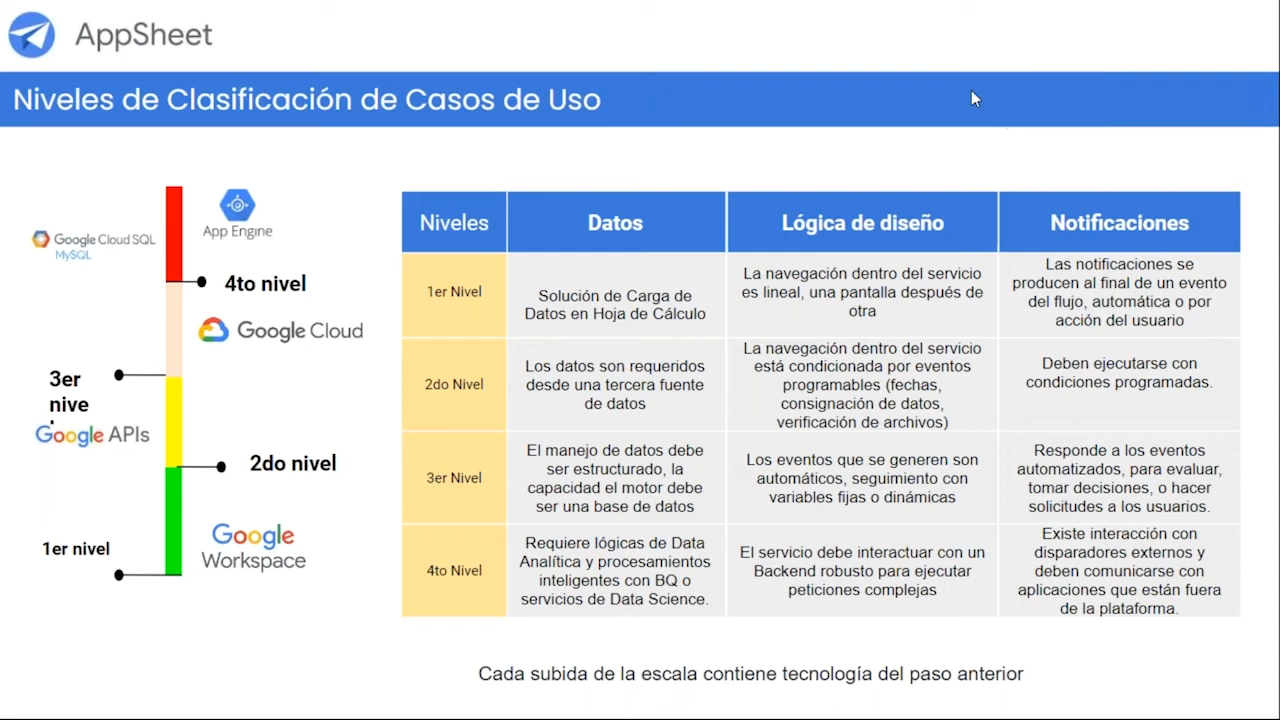 AppSheet
Niveles de Clasificación de Casos de Uso
App Engine
Google Cloud SQL
MySQL
4to nivel
Google Cloud
3er
nive
Google APIs
2do nivel
1er nivel
Google
Workspace
Niveles
Datos
Lógica de diseño
Notificaciones
1er Nivel
Solución de Carga de
Datos en Hoja de Cálculo
La navegación dentro del servicio
es lineal, una pantalla después de
otra
Las notificaciones se
producen al final de un evento
del flujo, automática o por
acción del usuario
2do Nivel
Los datos son requeridos
desde una tercera fuente
de datos
La navegación dentro del servicio
está condicionada por eventos
programables (fechas,
consignación de datos,
verificación de archivos)
Deben ejecutarse con
condiciones programadas.
3er Nivel
El manejo de datos debe
ser estructurado, la
capacidad el motor debe
ser una base de datos
Los eventos que se generen son
automáticos, seguimiento con
variables fijas o dinámicas
Responde a los eventos
automatizados, para evaluar,
tomar decisiones, o hacer
solicitudes a los usuarios.
4to Nivel
Requiere lógicas de Data
Analítica y procesamientos
inteligentes con BQ o
servicios de Data Science.
El servicio debe interactuar con un
Backend robusto para ejecutar
peticiones complejas
Existe interacción con
disparadores externos y
deben comunicarse con
aplicaciones que están fuera
de la plataforma.
Cada subida de la escala contiene tecnología del paso anterior